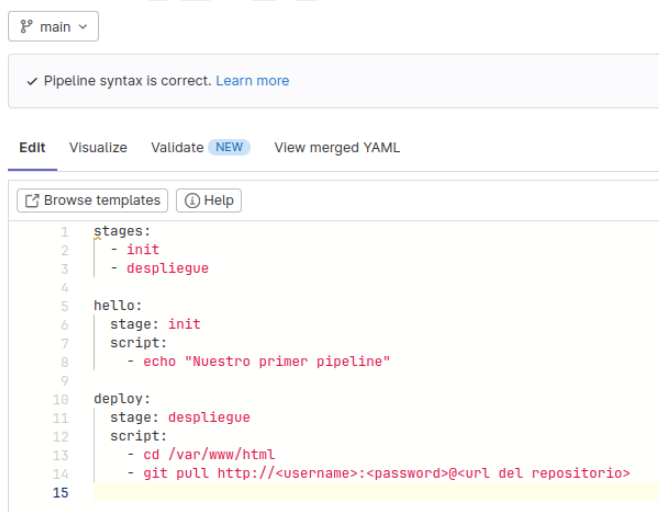 main
Pipeline syntax is correct. Learn more
Edit Visualize Validate NEW View merged YAML
Browse templates Help
1 stages:
2 - init
3 - despliegue
4
5 hello:
6 stage: init
7 script:
8 - echo "Nuestro primer pipeline"
9
10 deploy:
11 stage: despliegue
12 script:
13 - cd /var/www/html
14 - git pull http://<username>:<password>@<url del repositorio>
15